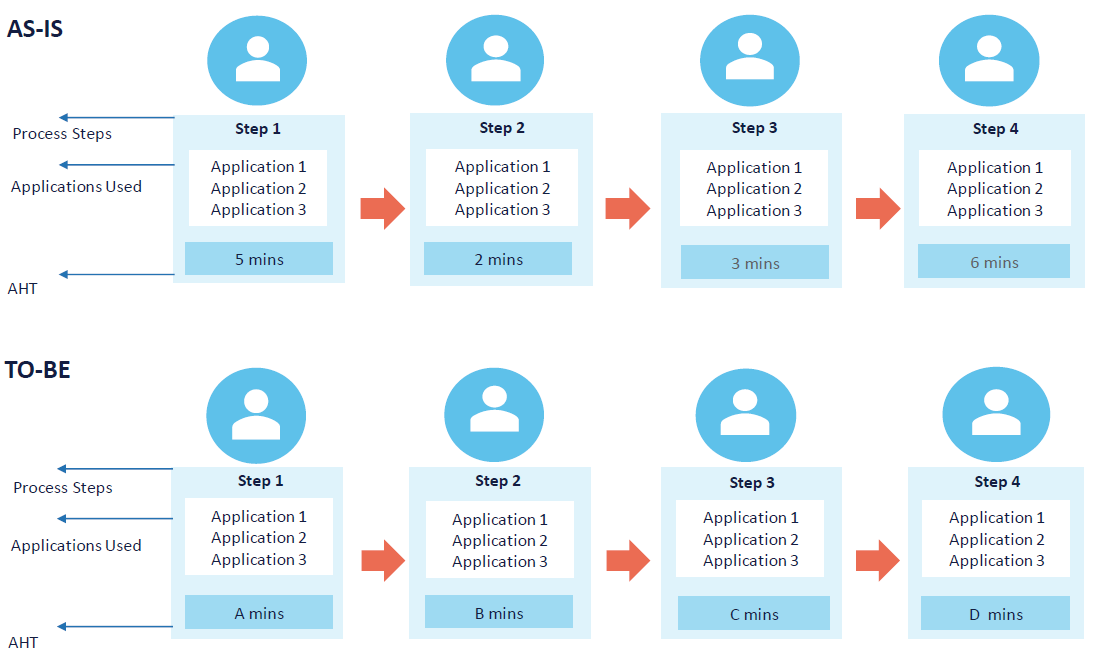 AS-IS
Process Steps
Applications Used
AHT
Step 1
Application 1
Application 2
Application 3
5 mins
Step 2
Application 1
Application 2
Application 3
2 mins
Step 3
Application 1
Application 2
Application 3
3 mins
Step 4
Application 1
Application 2
Application 3
6 mins
TO-BE
Process Steps
Applications Used
AHT
Step 1
Application 1
Application 2
Application 3
A mins
Step 2
Application 1
Application 2
Application 3
B mins
Step 3
Application 1
Application 2
Application 3
C mins
Step 4
Application 1
Application 2
Application 3
D mins